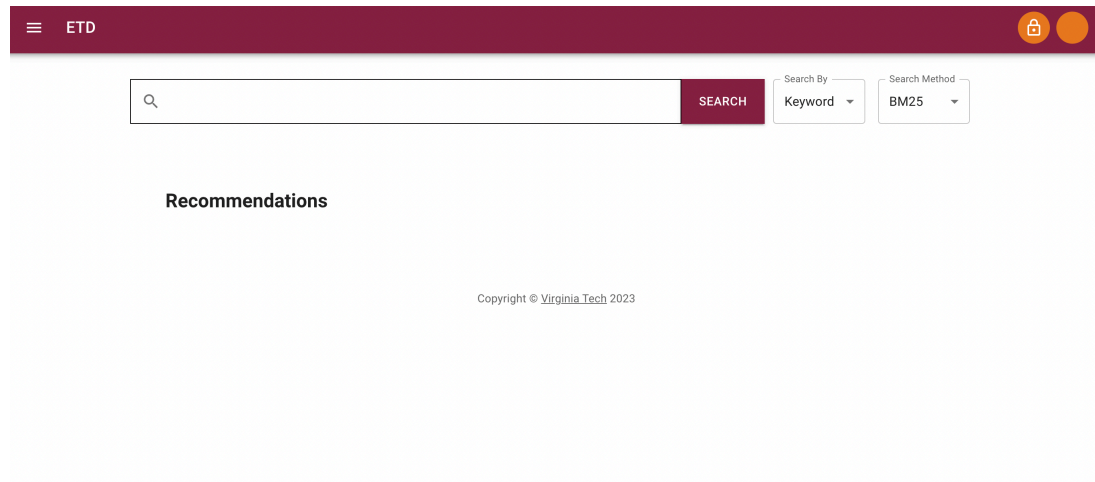 ETD
SEARCH
Search By
Keyword
Search Method
BM25
Recommendations
Copyright © Virginia Tech 2023